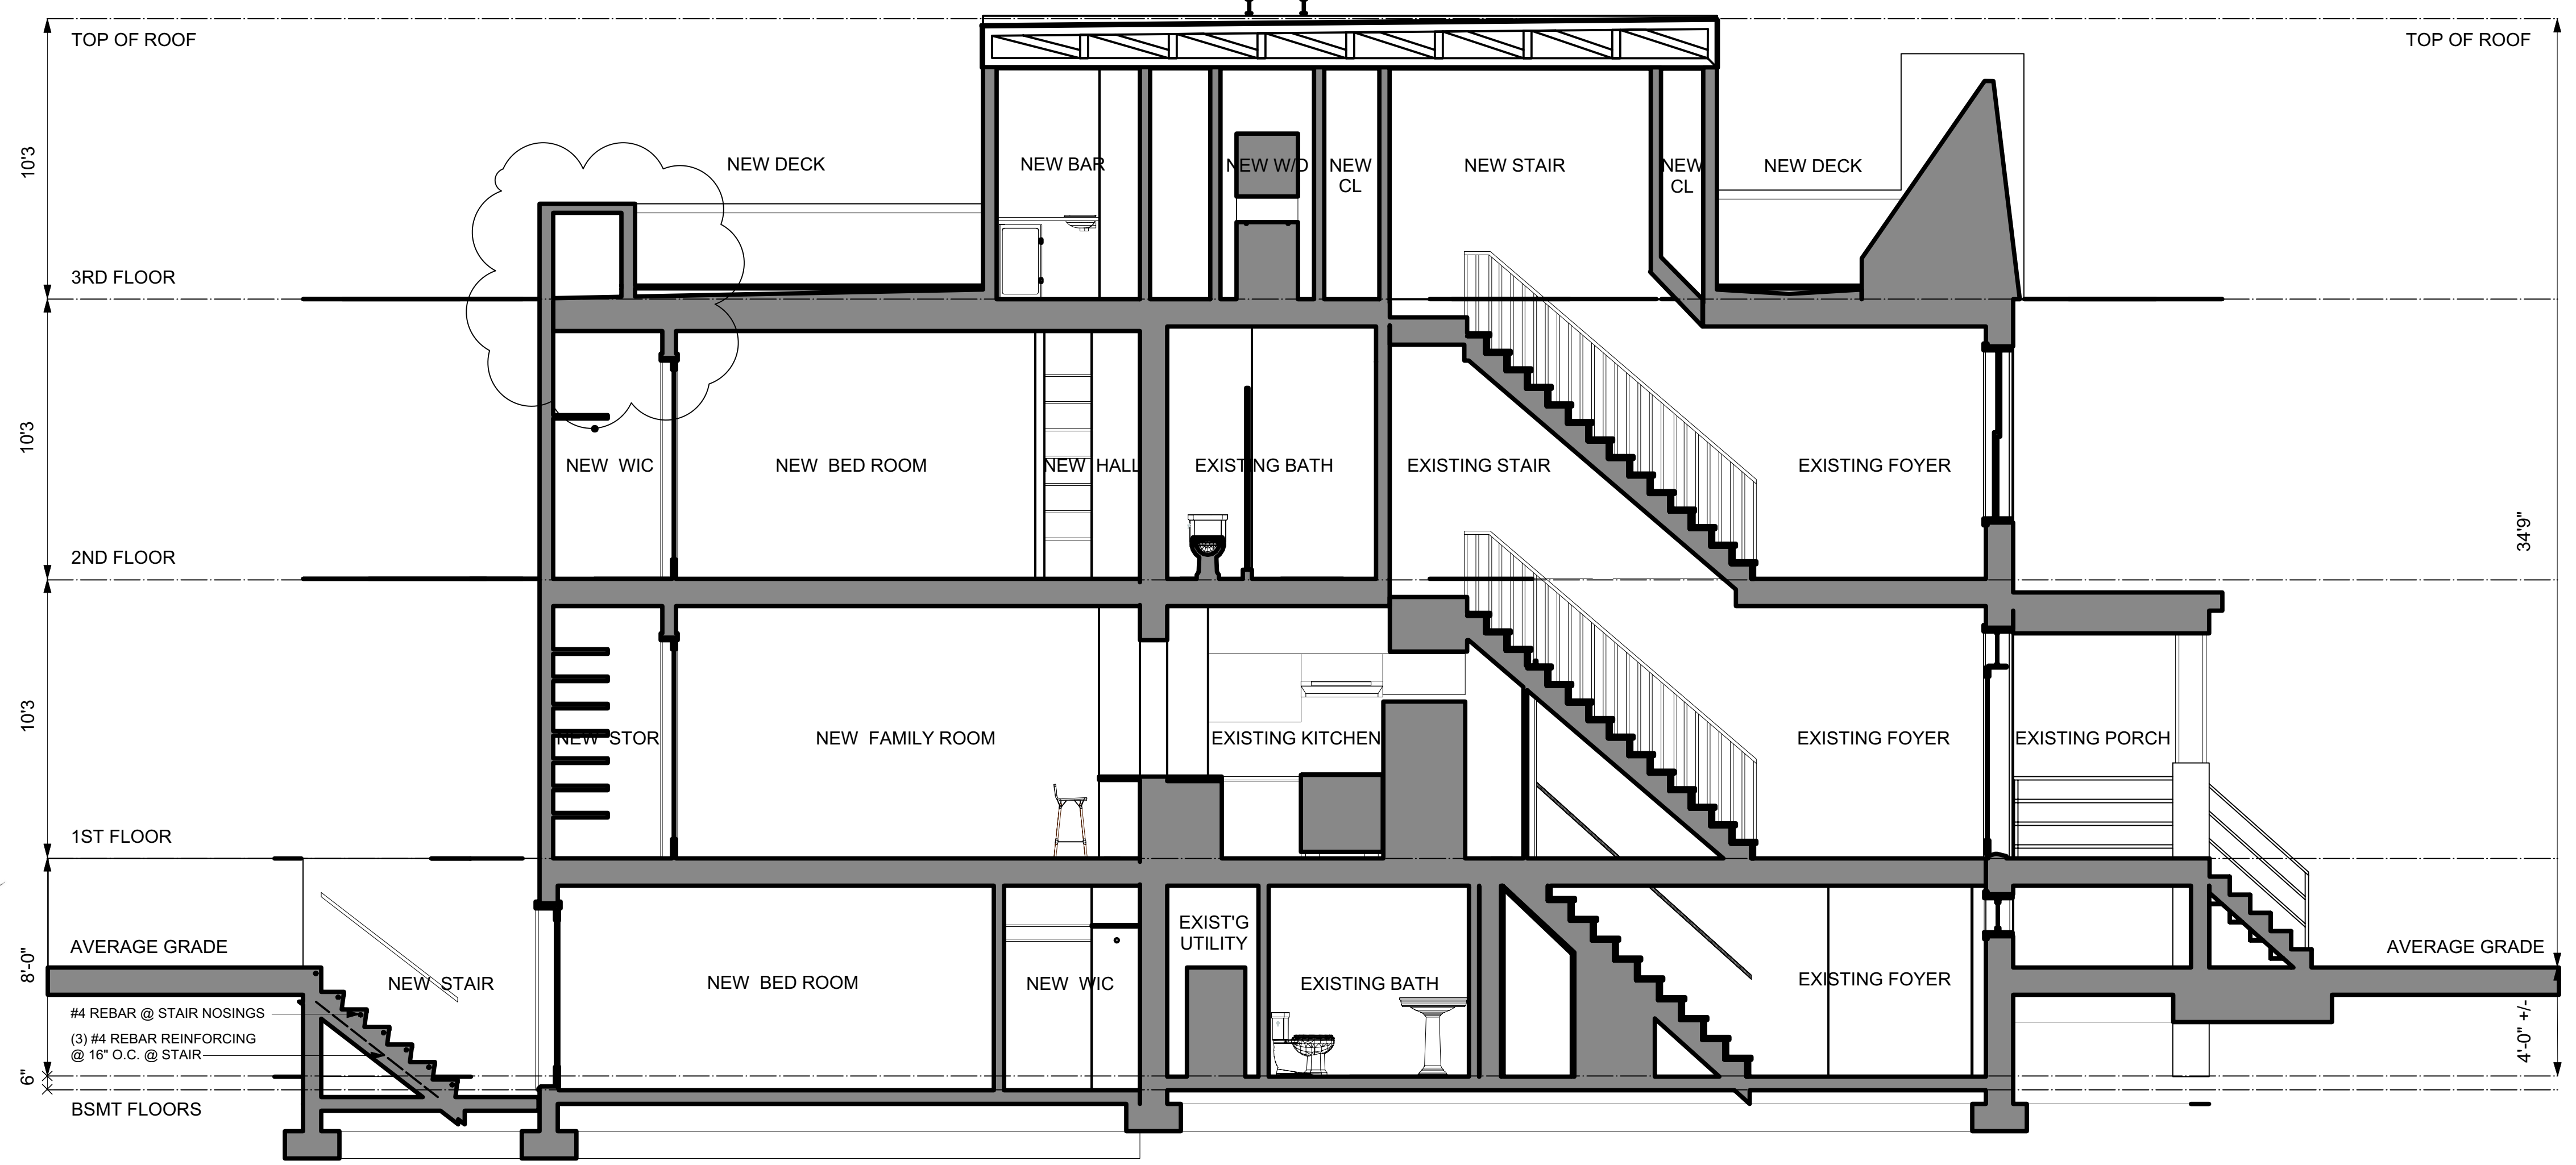 TOP OF ROOF
TOP OF ROOF
10'3
NEW DECK
NEW BAR
NEW W/D
NEW
CL
NEW STAIR
NEW
CL
NEW DECK
3RD FLOOR
10'3
NEW  WIC
NEW  BED ROOM
NEW  HALL
EXISTING BATH
EXISTING STAIR
EXISTING FOYER
34'9"
2ND FLOOR
10'3
NEW  STOR
NEW  FAMILY ROOM
EXISTING KITCHEN
EXISTING FOYER
EXISTING PORCH
1ST FLOOR
8'-0"
AVERAGE GRADE
NEW  STAIR
NEW  BED ROOM
NEW  WIC
EXIST'G
UTILITY
EXISTING BATH
EXISTING FOYER
AVERAGE GRADE
#4 REBAR @ STAIR NOSINGS
(3) #4 REBAR REINFORCING
@ 16" O.C. @ STAIR
4'-0" +/-
6"
BSMT FLOORS